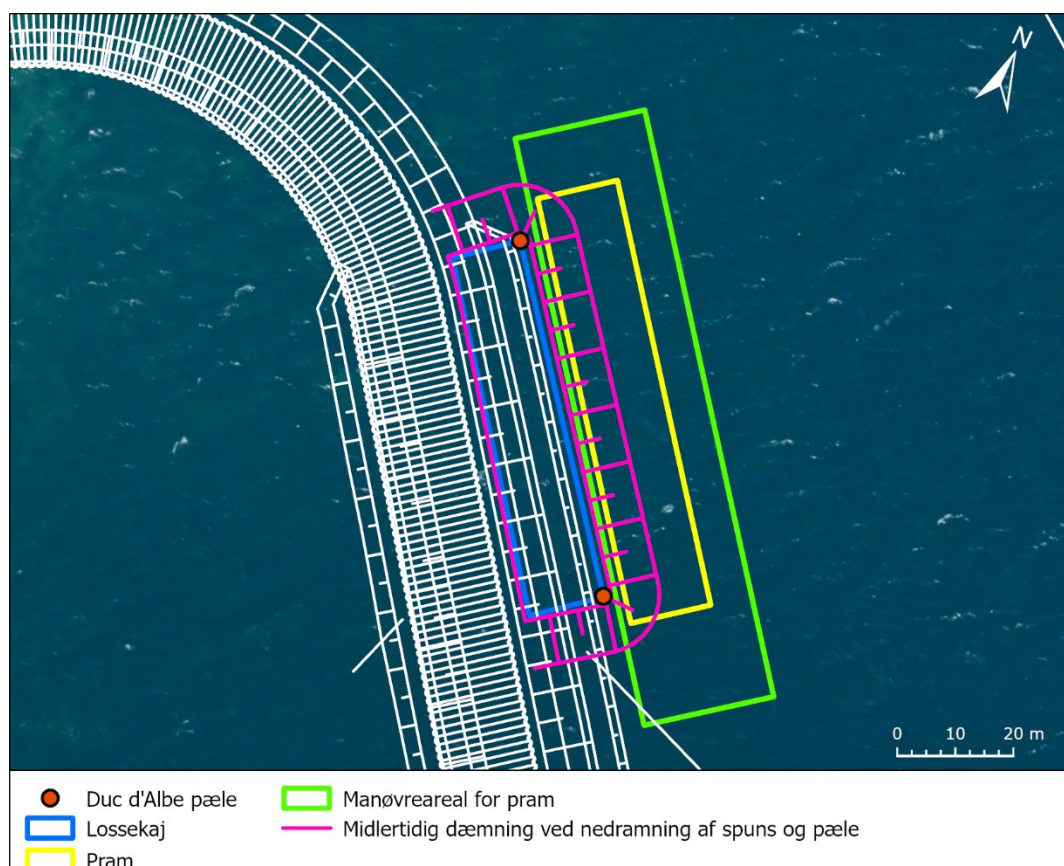 N
0 10 20 m
Duc d'Albe pæle
Manøvreareal for pram
Lossekaj
Midlertidig dæmning ved nedramning af spuns og pæle
Pram